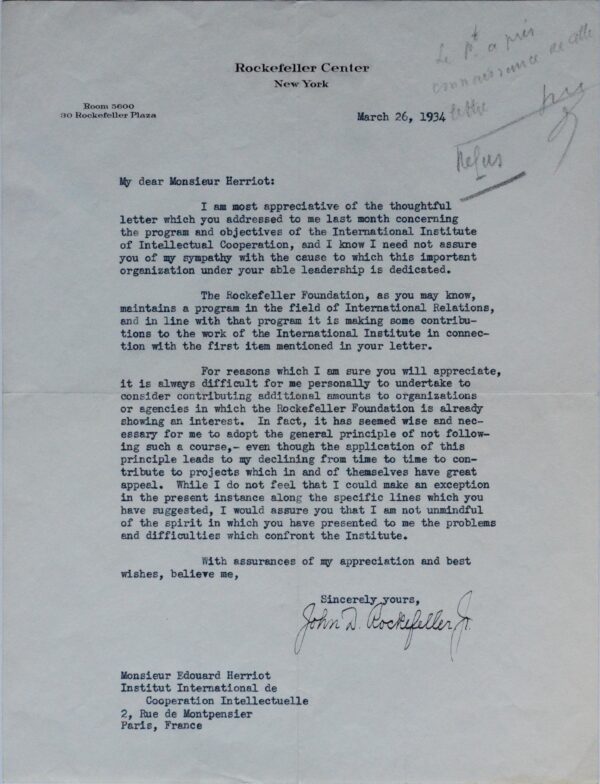 Rockefeller Center
New York
Room 5600
30 Rockefeller Plaza
March 26, 1934
Le Pt a pris
connaissance de cette
lettre
Refus
My dear Monsieur Herriot:
I am most appreciative of the thoughtful
letter which you addressed to me last month concerning
the program and objectives of the International Institute
of Intellectual Cooperation, and I know I need not assure
you of my sympathy with the cause to which this important
organization under your able leadership is dedicated.
The Rockefeller Foundation, as you may know,
maintains a program in the field of International Relations,
and in line with that program it is making some contribu-
tions to the work of the International Institute in connec-
tion with the first item mentioned in your letter.
For reasons which I am sure you will appreciate,
it is always difficult for me personally to undertake to
consider contributing additional amounts to organizations
or agencies in which the Rockefeller Foundation is already
showing an interest. In fact, it has seemed wise and nec-
essary for me to adopt the general principle of not follow-
ing such a course,- even though the application of this
principle leads to my declining from time to time to con-
tribute to projects which in and of themselves have great
appeal. While I do not feel that I could make an exception
in the present instance along the specific lines which you
have suggested, I would assure you that I am not unmindful
of the spirit in which you have presented to me the problems
and difficulties which confront the Institute.
With assurances of my appreciation and best
wishes, believe me,
Sincerely yours,
John D. Rockefeller Jr.
Monsieur Edouard Herriot
Institut International de
Cooperation Intellectuelle
2, Rue de Montpensier
Paris, France